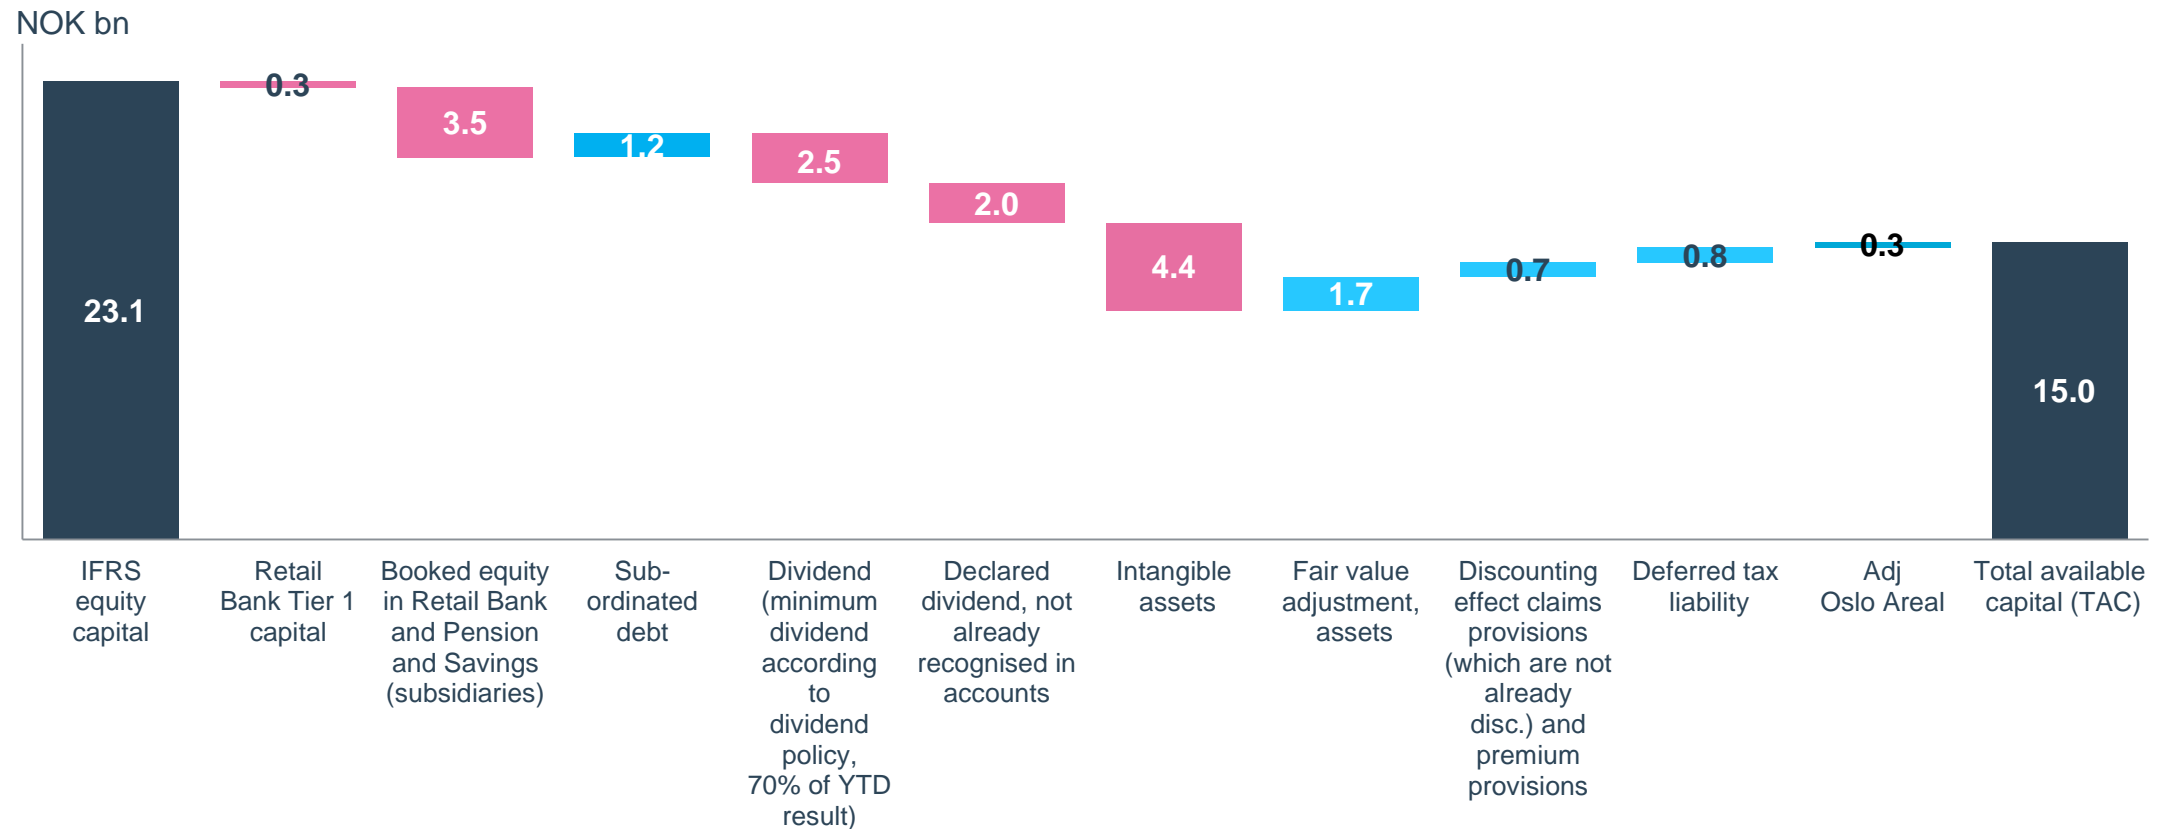 NOK bn
23.1
0.3
3.5
1.2
2.5
2.0
4.4
1.7
0.7
0.8
0.3
15.0
IFRS
equity
capital
Retail
Bank Tier 1
capital
Booked equity
in Retail Bank
and Pension
and Savings
(subsidiaries)
Sub-
ordinated
debt
Dividend
(minimum
dividend
according
to
dividend
policy,
70% of YTD
result)
Declared
dividend, not
already
recognised in
accounts
Intangible
assets
Fair value
adjustment,
assets
Discounting
effect claims
provisions
(which are not
already
disc.) and
premium
provisions
Deferred tax
liability
Adj
Oslo Areal
Total available
capital (TAC)